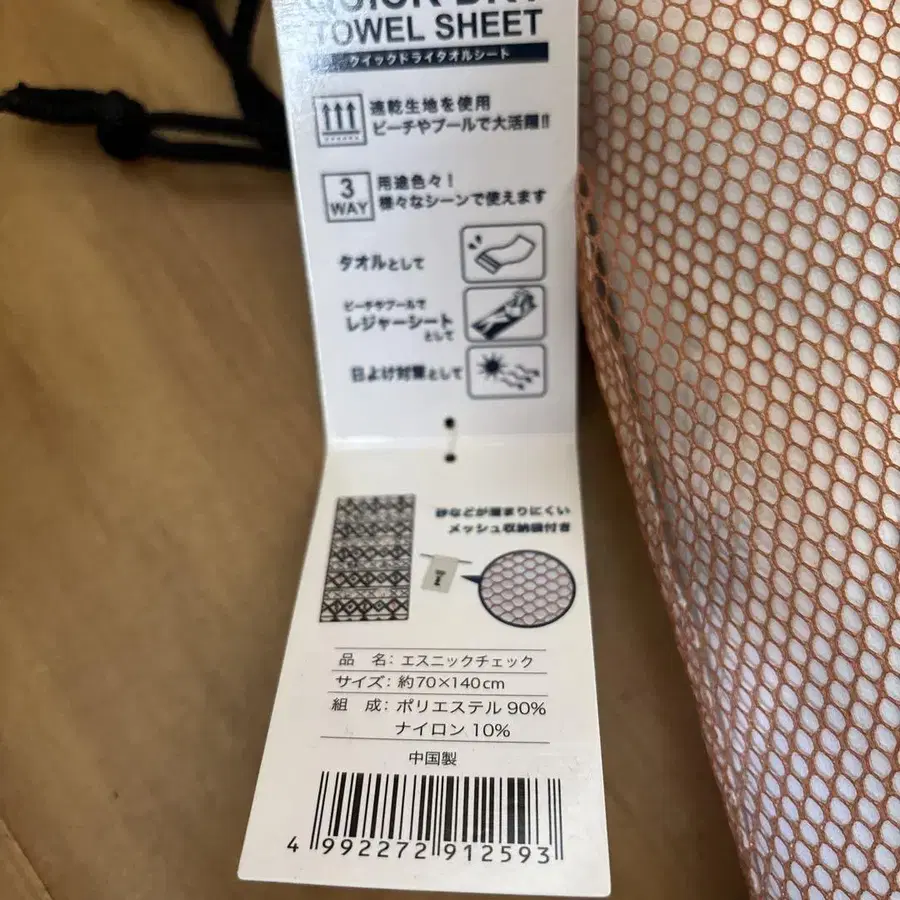 QUICK DRY
TOWEL SHEET
クイックドライタオルシート
速乾生地を使用
ビーチやプールで大活躍!!
3
WAY
用途色々！
様々なシーンで使えます
タオルとして
ビーチやプールで
レジャーシート
として
日よけ対策として
砂などが溜まりにくい
メッシュ収納袋付き
品 名: エスニックチェック
サイズ: 約70×140cm
組 成: ポリエステル 90%
ナイロン 10%
中国製
4 992272 912593